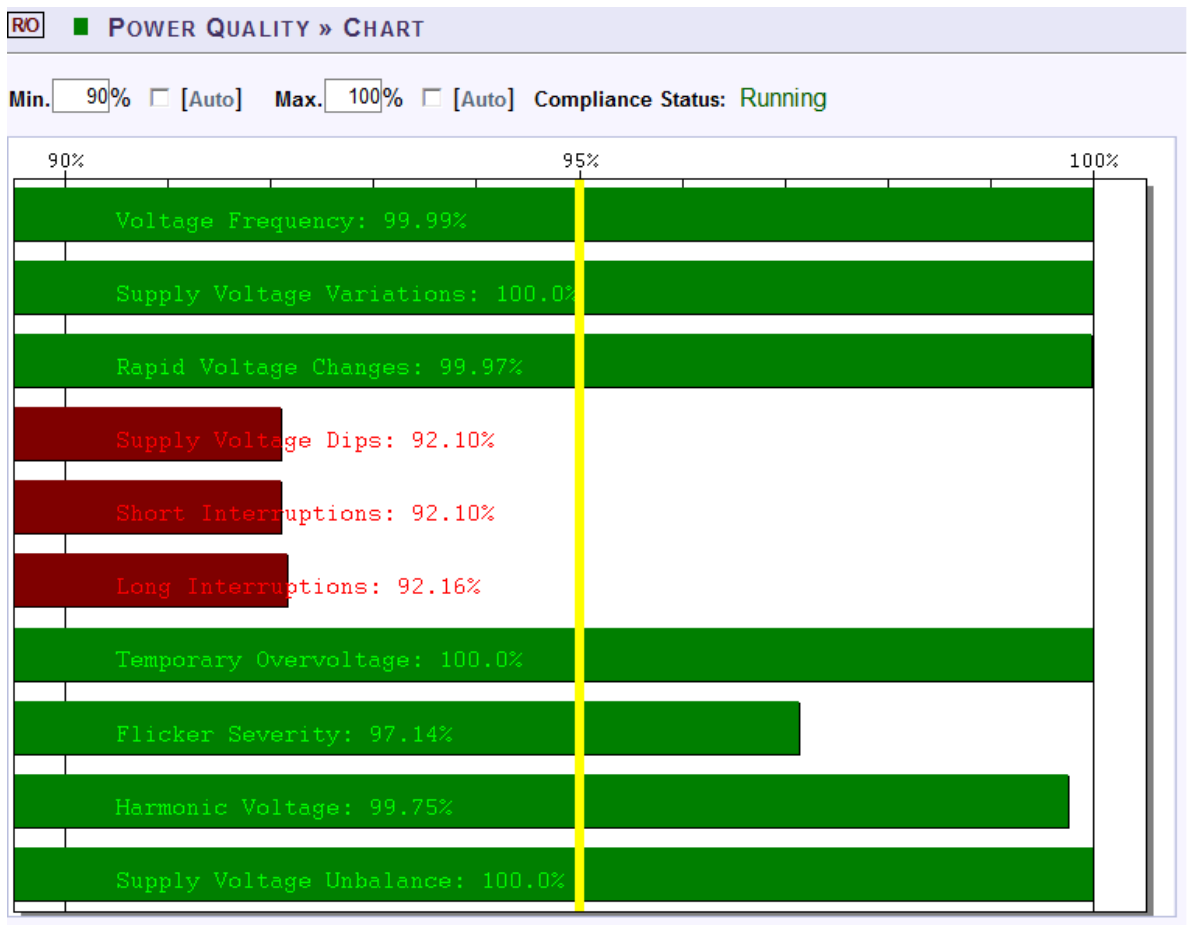 R/O POWER QUALITY » CHART
Min. 90% [Auto] Max. 100% [Auto] Compliance Status: Running
90% 95% 100%
Voltage Frequency: 99.99%
Supply Voltage Variations: 100.0%
Rapid Voltage Changes: 99.97%
Supply Voltage Dips: 92.10%
Short Interruptions: 92.10%
Long Interruptions: 92.16%
Temporary Overvoltage: 100.0%
Flicker Severity: 97.14%
Harmonic Voltage: 99.75%
Supply Voltage Unbalance: 100.0%